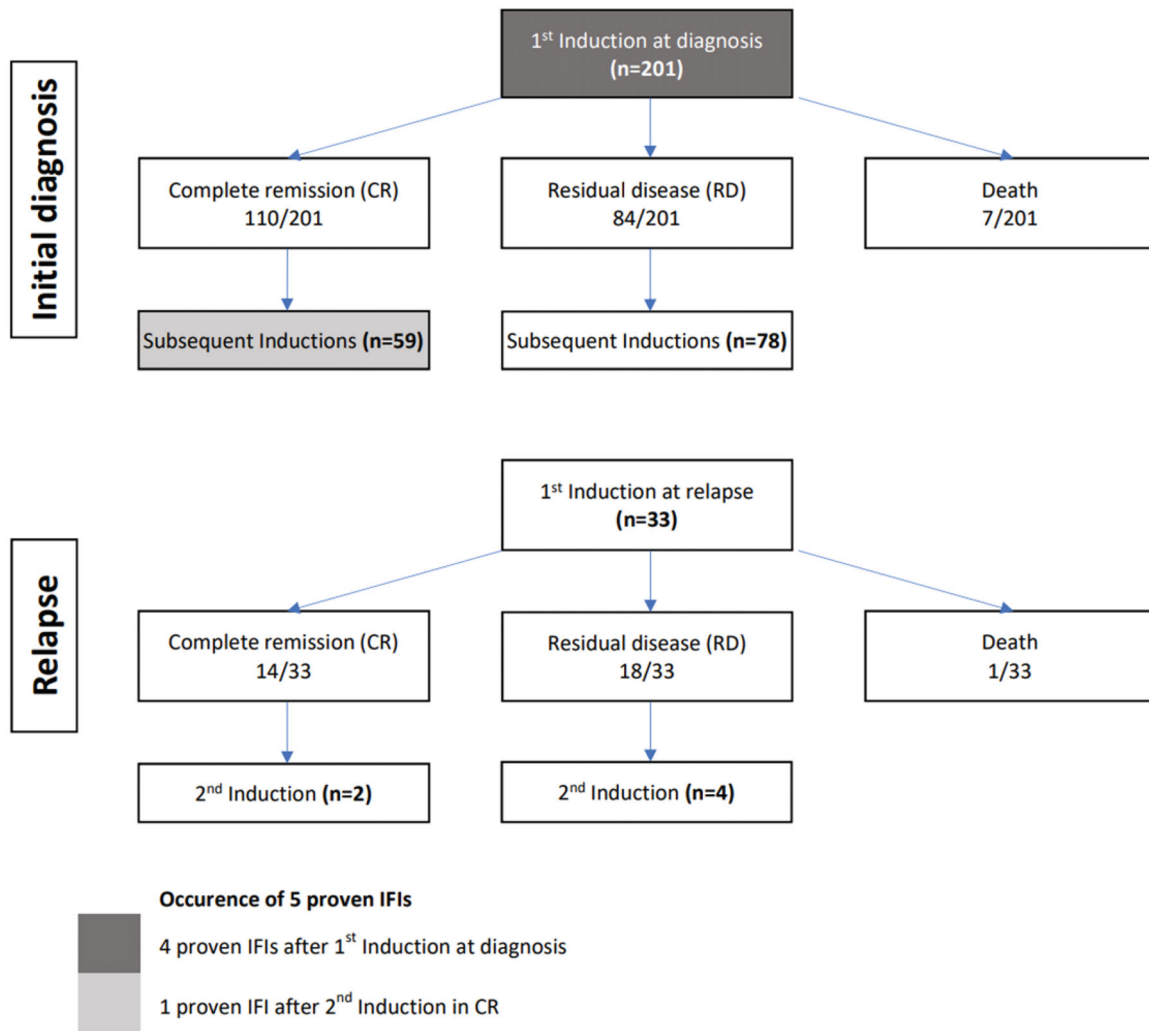 Initial diagnosis
1st Induction at diagnosis
(n=201)
Complete remission (CR)
110/201
Residual disease (RD)
84/201
Death
7/201
Subsequent Inductions (n=59)
Subsequent Inductions (n=78)
Relapse
1st Induction at relapse
(n=33)
Complete remission (CR)
14/33
Residual disease (RD)
18/33
Death
1/33
2nd Induction (n=2)
2nd Induction (n=4)
Occurence of 5 proven IFIs
4 proven IFIs after 1st Induction at diagnosis
1 proven IFI after 2nd Induction in CR